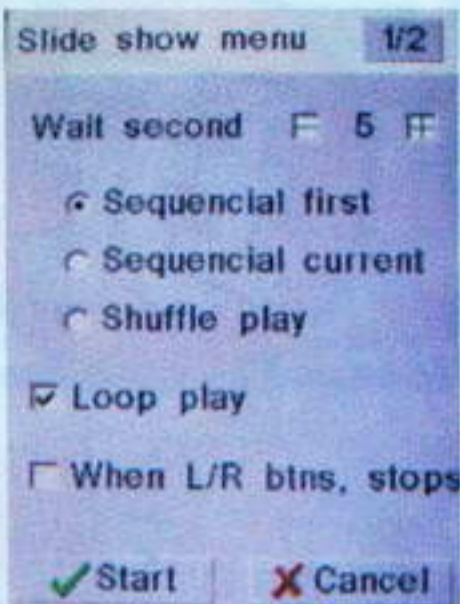 Slide show menu 1/2
Wait second - 5 +
Sequencial first
Sequencial current
Shuffle play
Loop play
When L/R btns, stops
Start Cancel